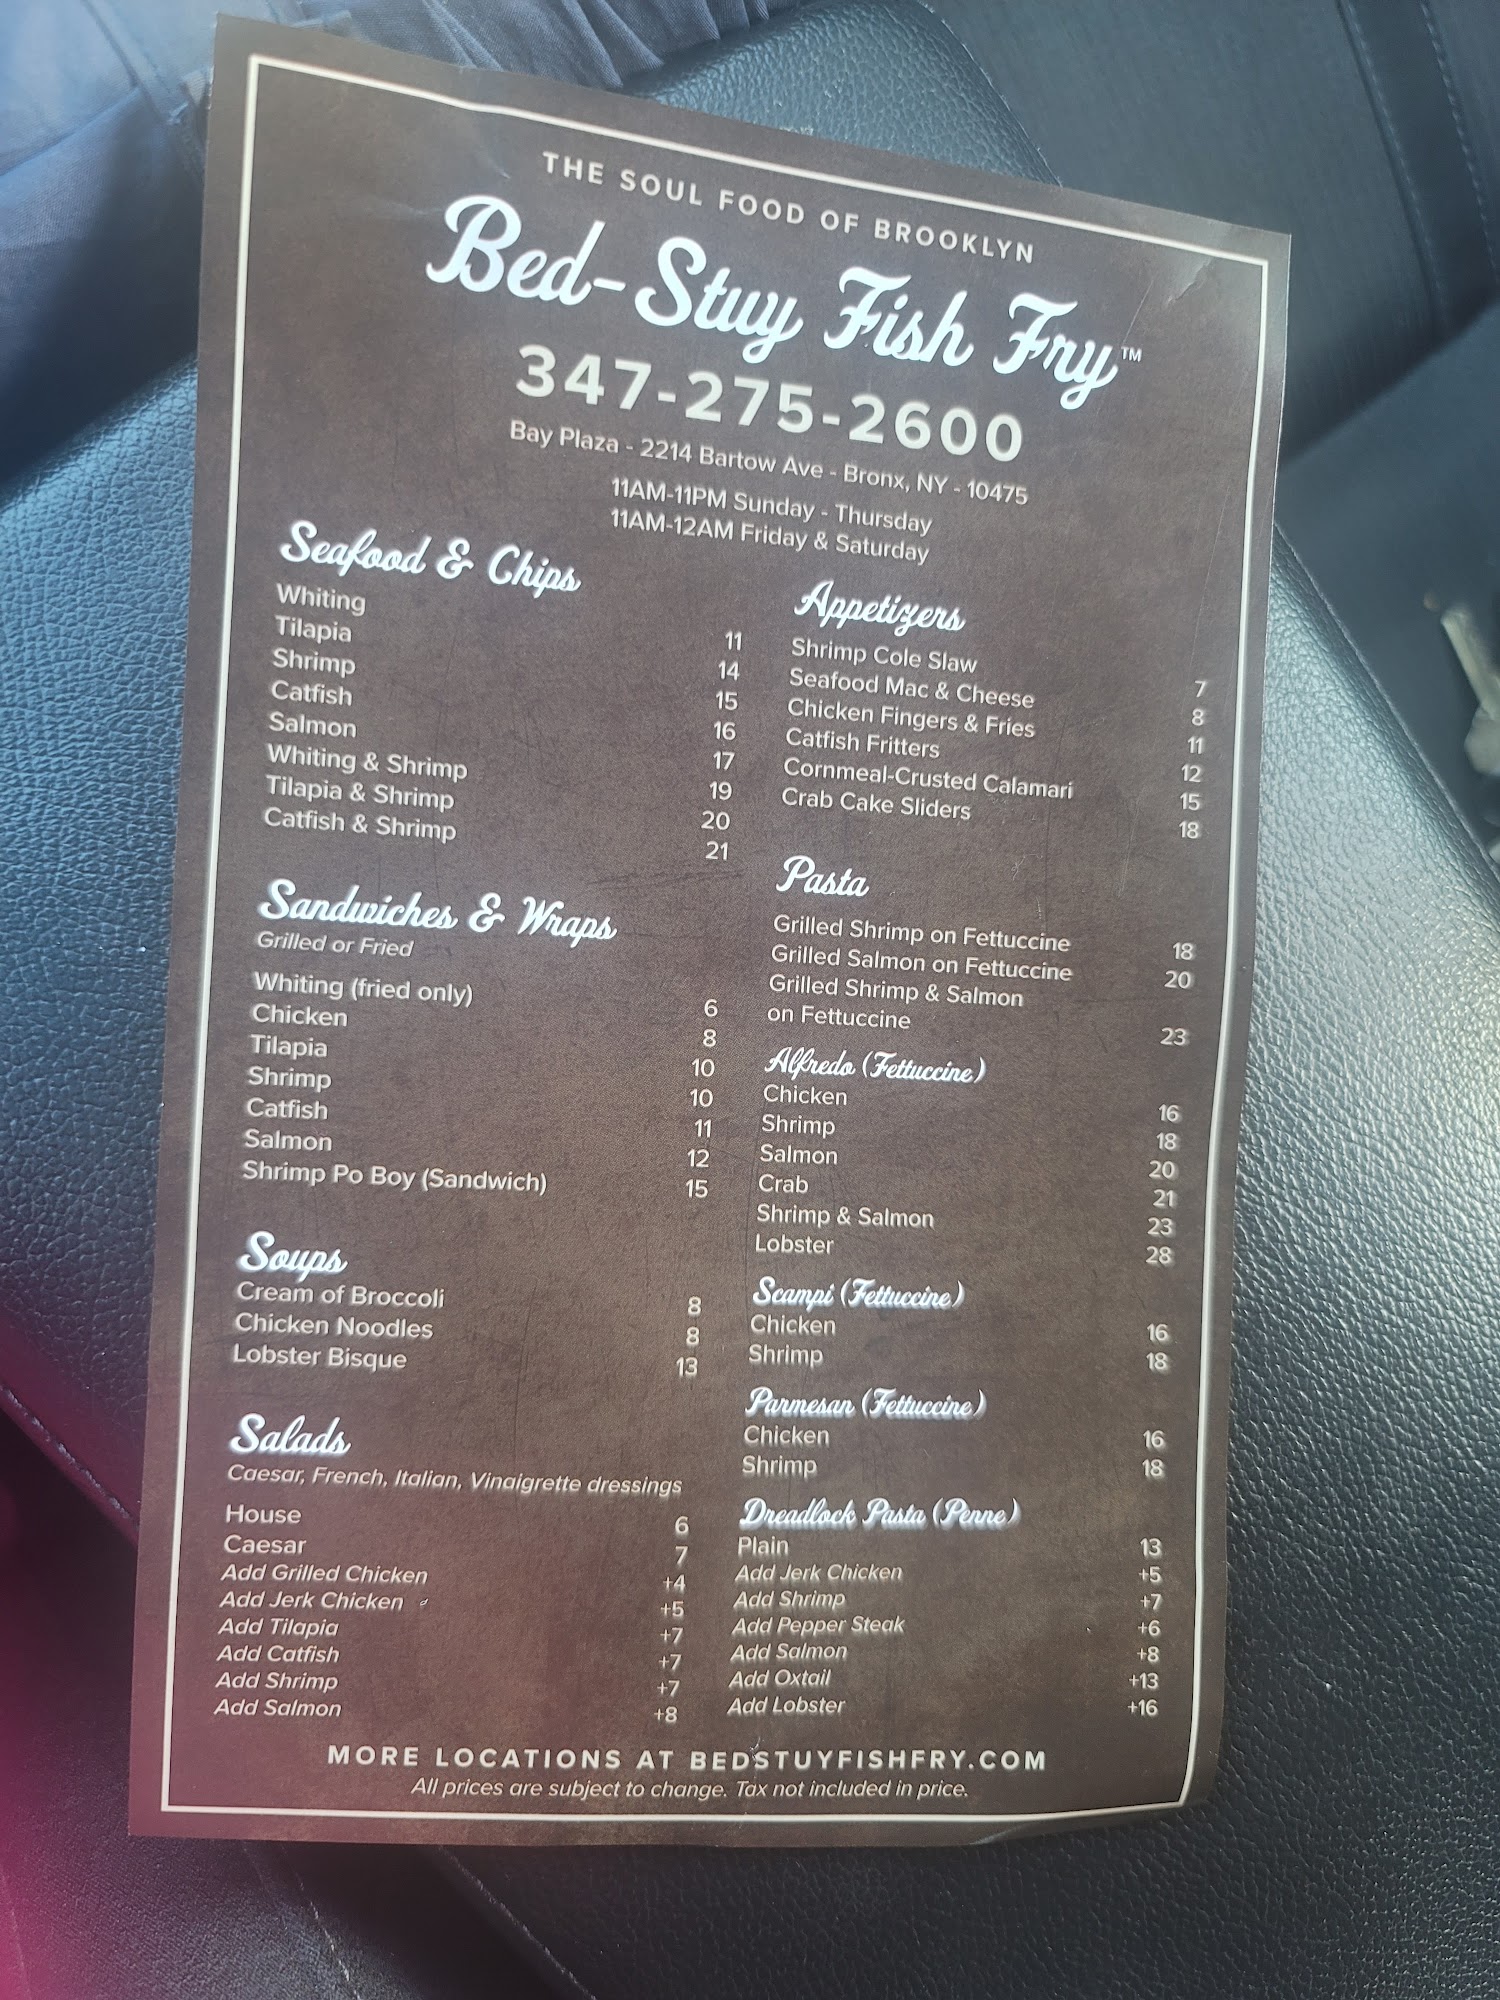 THE SOUL FOOD OF BROOKLYN
Bed-Stuy Fish Fry™
347-275-2600
Bay Plaza - 2214 Bartow Ave - Bronx, NY - 10475
11AM-11PM Sunday - Thursday
11AM-12AM Friday & Saturday
Seafood & Chips
Whiting 11
Tilapia 14
Shrimp 15
Catfish 16
Salmon 17
Whiting & Shrimp 19
Tilapia & Shrimp 20
Catfish & Shrimp 21
Sandwiches & Wraps
Grilled or Fried
Whiting (fried only) 6
Chicken 8
Tilapia 10
Shrimp 10
Catfish 11
Salmon 12
Shrimp Po Boy (Sandwich) 15
Soups
Cream of Broccoli 8
Chicken Noodles 8
Lobster Bisque 13
Salads
Caesar, French, Italian, Vinaigrette dressings
House 6
Caesar 7
Add Grilled Chicken +4
Add Jerk Chicken +5
Add Tilapia +7
Add Catfish +7
Add Shrimp +7
Add Salmon +8
Appetizers
Shrimp Cole Slaw 7
Seafood Mac & Cheese 8
Chicken Fingers & Fries 11
Catfish Fritters 12
Cornmeal-Crusted Calamari 15
Crab Cake Sliders 18
Pasta
Grilled Shrimp on Fettuccine 18
Grilled Salmon on Fettuccine 20
Grilled Shrimp & Salmon
on Fettuccine 23
Alfredo (Fettuccine)
Chicken 16
Shrimp 18
Salmon 20
Crab 21
Shrimp & Salmon 23
Lobster 28
Scampi (Fettuccine)
Chicken 16
Shrimp 18
Parmesan (Fettuccine)
Chicken 16
Shrimp 18
Dreadlock Pasta (Penne)
Plain 13
Add Jerk Chicken +5
Add Shrimp +7
Add Pepper Steak +6
Add Salmon +8
Add Oxtail +13
Add Lobster +16
MORE LOCATIONS AT BEDSTUYFISHFRY.COM
All prices are subject to change. Tax not included in price.